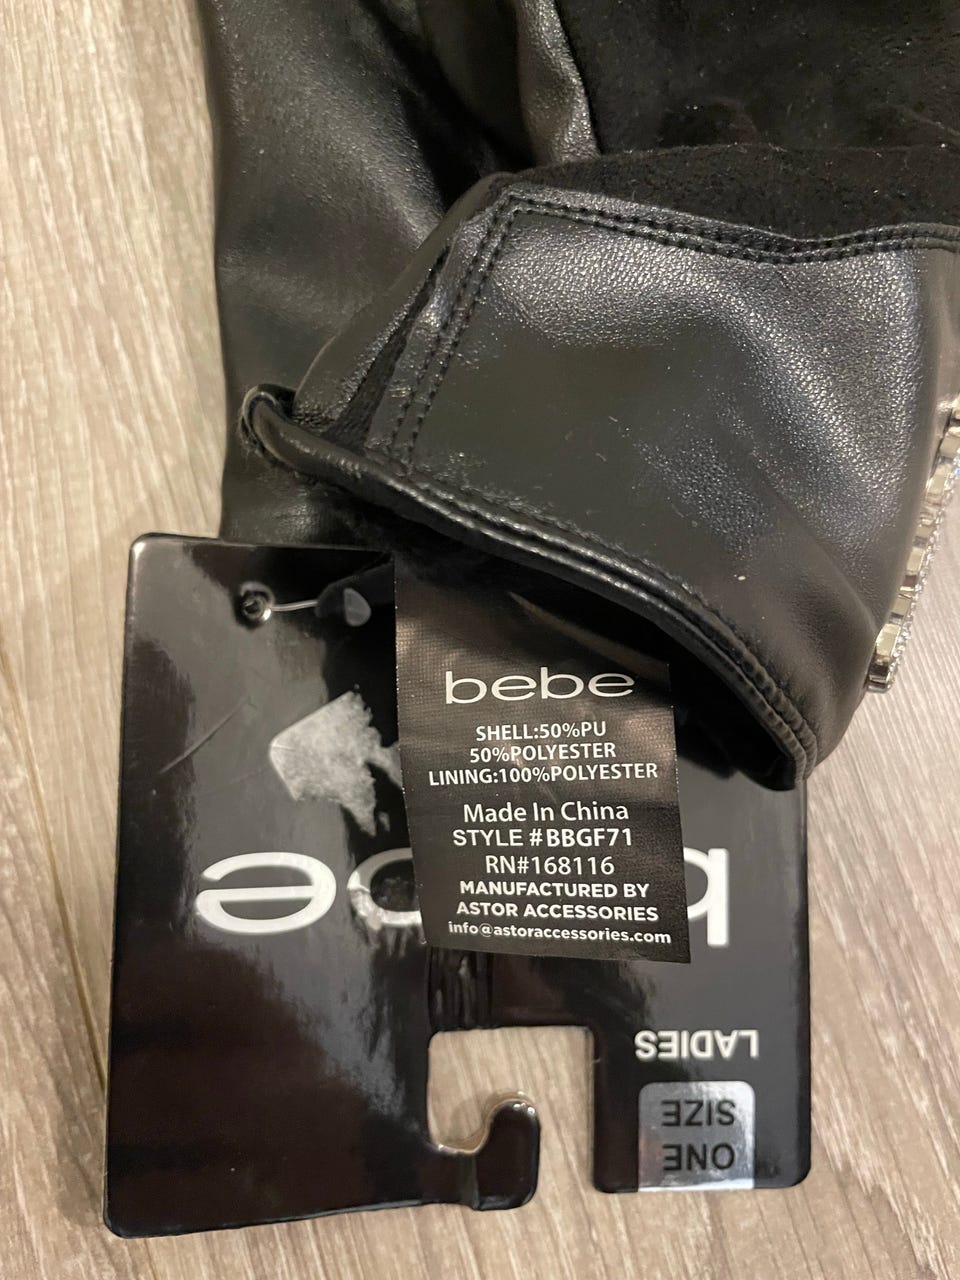 bebe
SHELL:50%PU
50%POLYESTER
LINING:100%POLYESTER
Made In China
STYLE #BBGF71
RN#168116
MANUFACTURED BY
ASTOR ACCESSORIES
info@astoraccessories.com
LADIES
ONE
SIZE